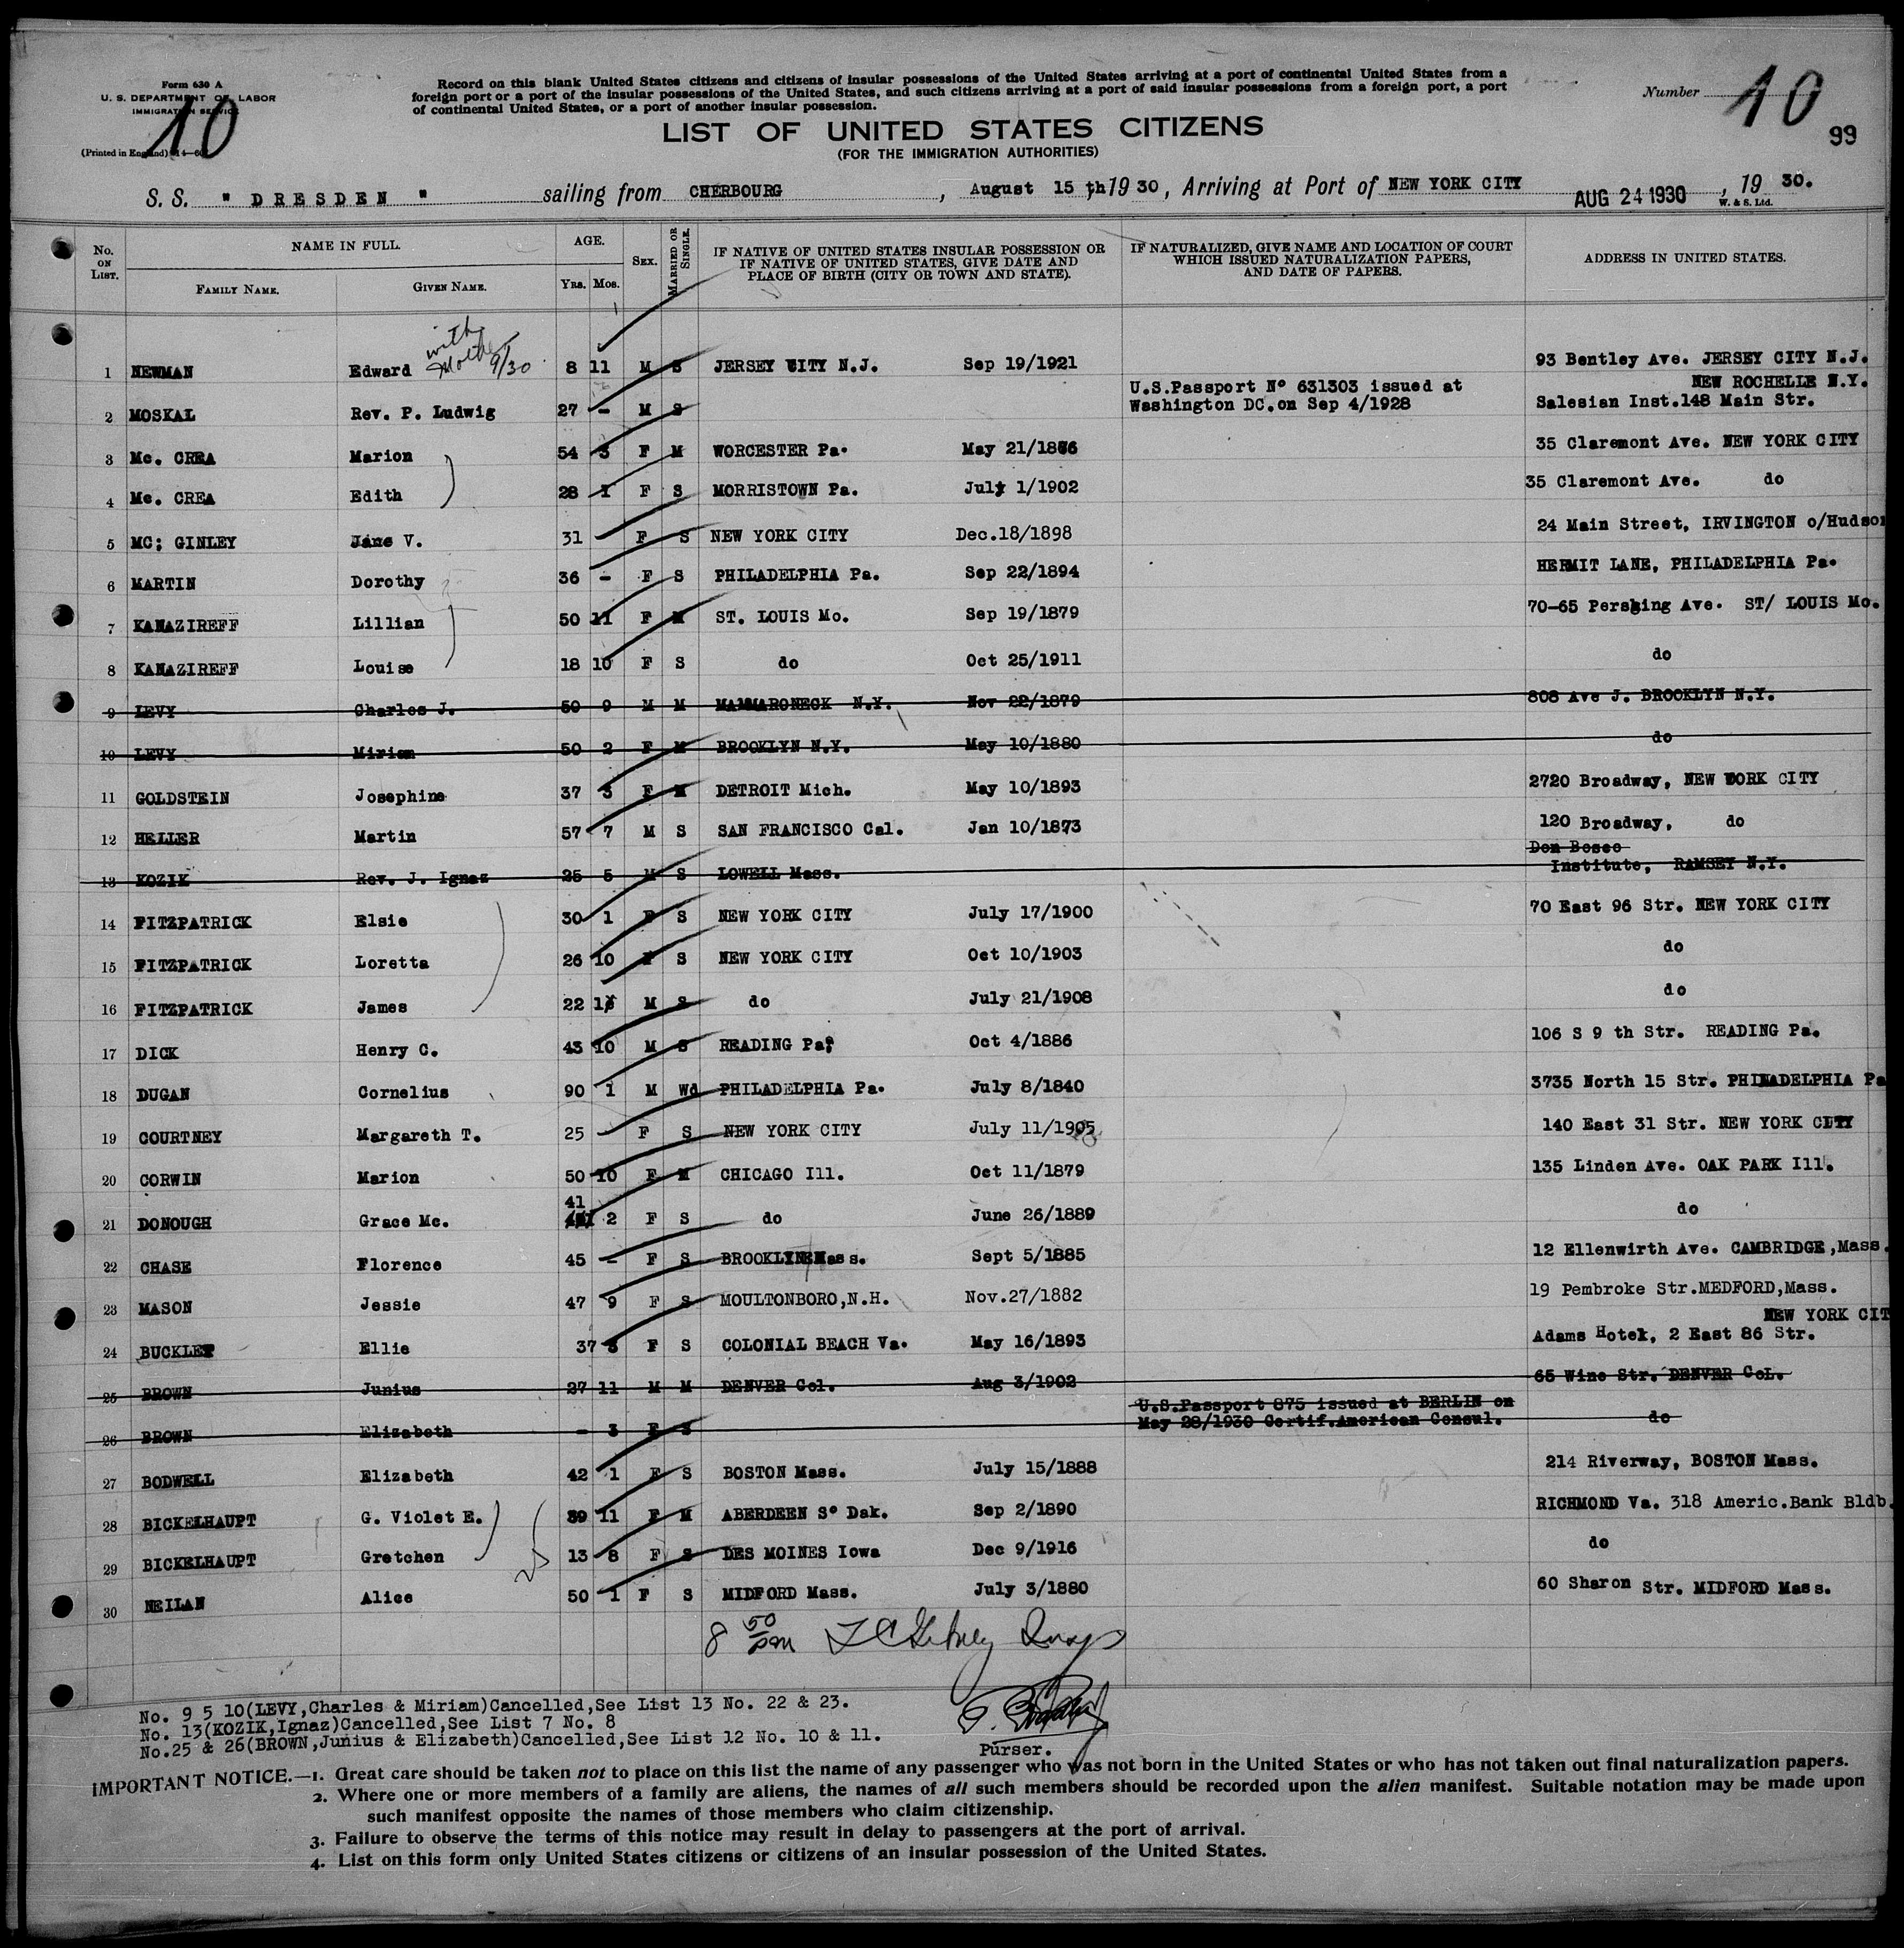 Form 630 A
U. S. DEPARTMENT OF LABOR
IMMIGRATION SERVICE
10
(Printed in England)
Record on this blank United States citizens and citizens of insular possessions of the United States arriving at a port of continental United States from a
foreign port or a port of the insular possessions of the United States, and such citizens arriving at a port of said insular possessions from a foreign port, a port
of continental United States, or a port of another insular possession.
Number 10
99
LIST OF UNITED STATES CITIZENS
(FOR THE IMMIGRATION AUTHORITIES)
S. S. " DRESDEN " sailing from CHERBOURG, August 15 th 1930, Arriving at Port of NEW YORK CITY AUG 24 1930, 19 30.
W. & S. Ltd.
No. ON LIST. NAME IN FULL. FAMILY NAME. GIVEN NAME. AGE. YRS. MOS. SEX. MARRIED OR SINGLE. IF NATIVE OF UNITED STATES INSULAR POSSESSION OR IF NATIVE OF UNITED STATES, GIVE DATE AND PLACE OF BIRTH (CITY OR TOWN AND STATE). IF NATURALIZED, GIVE NAME AND LOCATION OF COURT WHICH ISSUED NATURALIZATION PAPERS, AND DATE OF PAPERS. ADDRESS IN UNITED STATES.
with Mother 9/30
1 NEWMAN Edward 8 11 M S JERSEY CITY N.J. Sep 19/1921 93 Bentley Ave. JERSEY CITY N.J.
U.S.Passport Nº 631303 issued at NEW ROCHELLE N.Y.
2 MOSKAL Rev. P. Ludwig 27 - M S Washington DC.on Sep 4/1928 Salesian Inst.148 Main Str.
3 Mc. CREA Marion 54 3 F M WORCESTER Pa. May 21/1876 35 Claremont Ave. NEW YORK CITY
4 Mc. CREA Edith 28 1 F S MORRISTOWN Pa. July 1/1902 35 Claremont Ave. do
5 MC; GINLEY Jane V. 31 F S NEW YORK CITY Dec.18/1898 24 Main Street, IRVINGTON o/Hudson
6 MARTIN Dorothy 36 - F S PHILADELPHIA Pa. Sep 22/1894 HERMIT LANE, PHILADELPHIA Pa.
7 KANAZIREFF Lillian 50 11 F M ST. LOUIS Mo. Sep 19/1879 70-65 Pershing Ave. ST/ LOUIS Mo.
8 KANAZIREFF Louise 18 10 F S do Oct 25/1911 do
9 LEVY Charles J. 50 9 M M MAMMARONECK N.Y. Nov 22/1879 808 Ave J. BROOKLYN N.Y.
10 LEVY Miriam 50 2 F M BROOKLYN N.Y. May 10/1880 do
11 GOLDSTEIN Josephine 37 3 F M DETROIT Mich. May 10/1893 2720 Broadway, NEW YORK CITY
12 HELLER Martin 57 7 M S SAN FRANCISCO Cal. Jan 10/1873 120 Broadway, do
Don Bosco
13 KOZIK Rev. J. Ignaz 25 5 M S LOWELL Mass. Institute, RAMSEY N.Y.
14 FITZPATRICK Elsie 30 1 F S NEW YORK CITY July 17/1900 70 East 96 Str. NEW YORK CITY
15 FITZPATRICK Loretta 26 10 F S NEW YORK CITY Oct 10/1903 do
16 FITZPATRICK James 22 1 M S do July 21/1908 do
17 DICK Henry C. 43 10 M S READING Pa. Oct 4/1886 106 S 9 th Str. READING Pa.
18 DUGAN Cornelius 90 1 M Wd PHILADELPHIA Pa. July 8/1840 3735 North 15 Str. PHILADELPHIA Pa
19 COURTNEY Margareth T. 25 F S NEW YORK CITY July 11/1905 140 East 31 Str. NEW YORK CITY
20 CORWIN Marion 50 10 F M CHICAGO Ill. Oct 11/1879 135 Linden Ave. OAK PARK Ill.
21 DONOUGH Grace Mc. 41 2 F S do June 26/1889 do
22 CHASE Florence 45 - F S BROOKLINE Mass. Sept 5/1885 12 Ellenwirth Ave. CAMBRIDGE,Mass.
23 MASON Jessie 47 9 F S MOULTONBORO,N.H. Nov.27/1882 19 Pembroke Str.MEDFORD,Mass.
NEW YORK CIT
24 BUCKLEY Ellie 37 3 F S COLONIAL BEACH Va. May 16/1893 Adams Hotel, 2 East 86 Str.
25 BROWN Junius 27 11 M M DENVER Col. Aug 3/1902 65 Wine Str. DENVER Col.
U.S.Passport 875 issued at BERLIN on
26 BROWN Elizabeth - 3 F S May 28/1930 Certif.American Consul. do
27 BODWELL Elizabeth 42 1 F S BOSTON Mass. July 15/1888 214 Riverway, BOSTON Mass.
28 BICKELHAUPT G. Violet E. 39 11 F M ABERDEEN Sº Dak. Sep 2/1890 RICHMOND Va. 318 Americ.Bank Bldb.
29 BICKELHAUPT Gretchen 13 8 F S DES MOINES Iowa Dec 9/1916 do
30 NEILAN Alice 50 1 F S MIDFORD Mass. July 3/1880 60 Sharon Str. MIDFORD Mass.
8 50 pm
No. 9 5 10(LEVY,Charles & Miriam)Cancelled,See List 13 No. 22 & 23.
No. 13(KOZIK,Ignaz)Cancelled,See List 7 No. 8
No.25 & 26(BROWN,Junius & Elizabeth)Cancelled,See List 12 No. 10 & 11.
Purser.
IMPORTANT NOTICE.—1. Great care should be taken not to place on this list the name of any passenger who was not born in the United States or who has not taken out final naturalization papers.
2. Where one or more members of a family are aliens, the names of all such members should be recorded upon the alien manifest. Suitable notation may be made upon
such manifest opposite the names of those members who claim citizenship.
3. Failure to observe the terms of this notice may result in delay to passengers at the port of arrival.
4. List on this form only United States citizens or citizens of an insular possession of the United States.